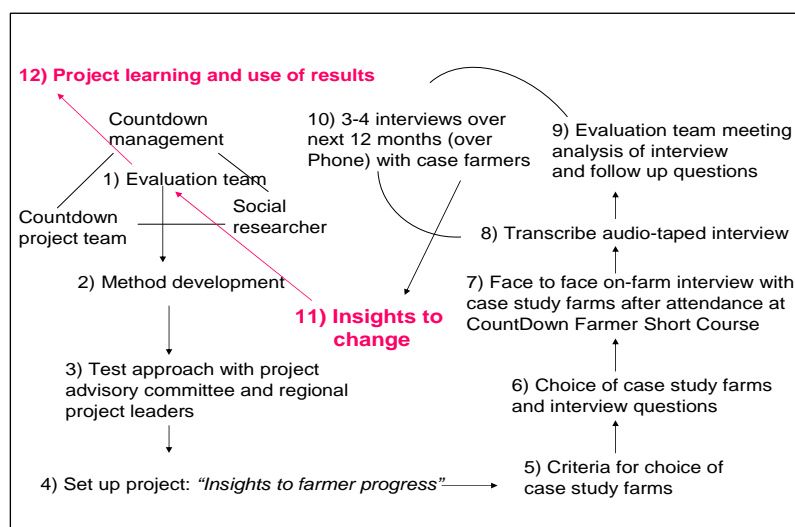 12) Project learning and use of results
Countdown
management
1) Evaluation team
Countdown
project team
Social
researcher
2) Method development
3) Test approach with project
advisory committee and regional
project leaders
4) Set up project: “Insights to farmer progress”
5) Criteria for choice of
case study farms
6) Choice of case study farms
and interview questions
7) Face to face on-farm interview with
case study farms after attendance at
CountDown Farmer Short Course
8) Transcribe audio-taped interview
9) Evaluation team meeting
analysis of interview
and follow up questions
10) 3-4 interviews over
next 12 months (over
Phone) with case farmers
11) Insights to
change